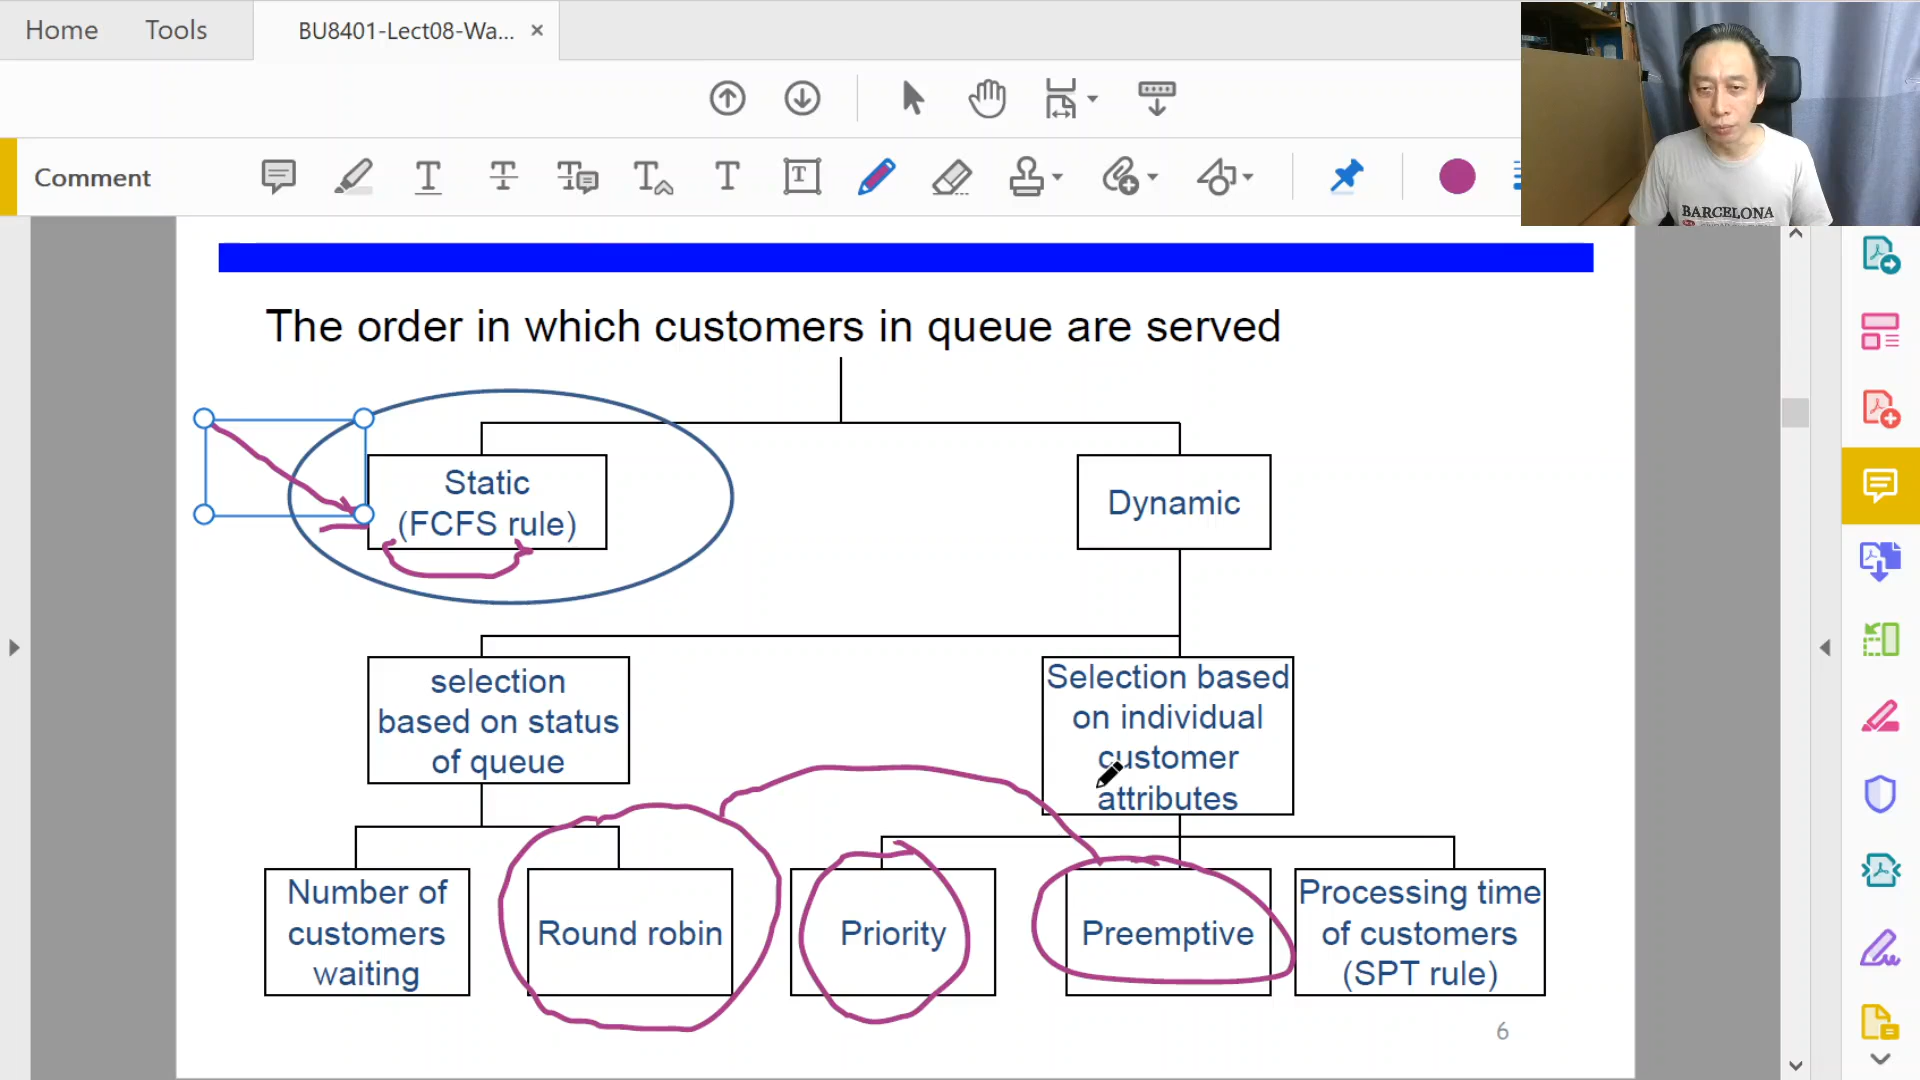 Home
Tools
BU8401-Lect08-Wa...
Comment
BARCELONA
The order in which customers in queue are served
Static
(FCFS rule)
Dynamic
selection
based on status
of queue
Selection based
on individual
customer
attributes
Number of
customers
waiting
Round robin
Priority
Preemptive
Processing time
of customers
(SPT rule)
6